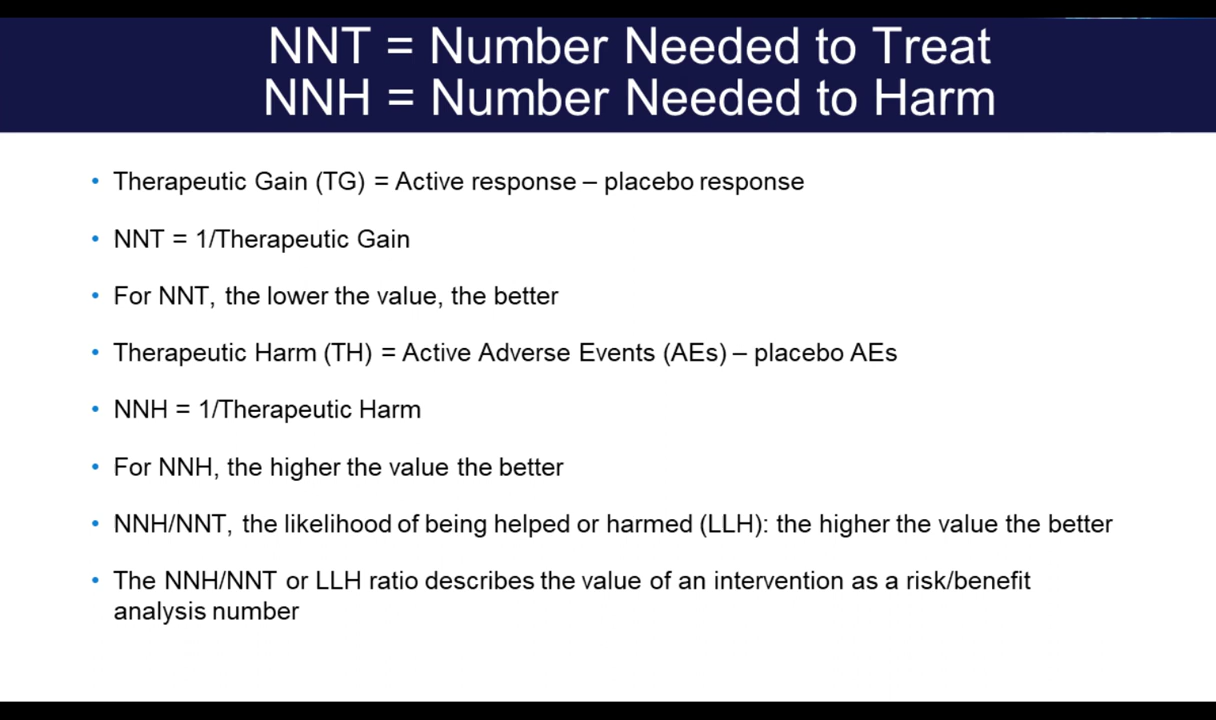 NNT = Number Needed to Treat
NNH = Number Needed to Harm
• Therapeutic Gain (TG) = Active response – placebo response
• NNT = 1/Therapeutic Gain
• For NNT, the lower the value, the better
• Therapeutic Harm (TH) = Active Adverse Events (AEs) – placebo AEs
• NNH = 1/Therapeutic Harm
• For NNH, the higher the value the better
• NNH/NNT, the likelihood of being helped or harmed (LLH): the higher the value the better
• The NNH/NNT or LLH ratio describes the value of an intervention as a risk/benefit
analysis number